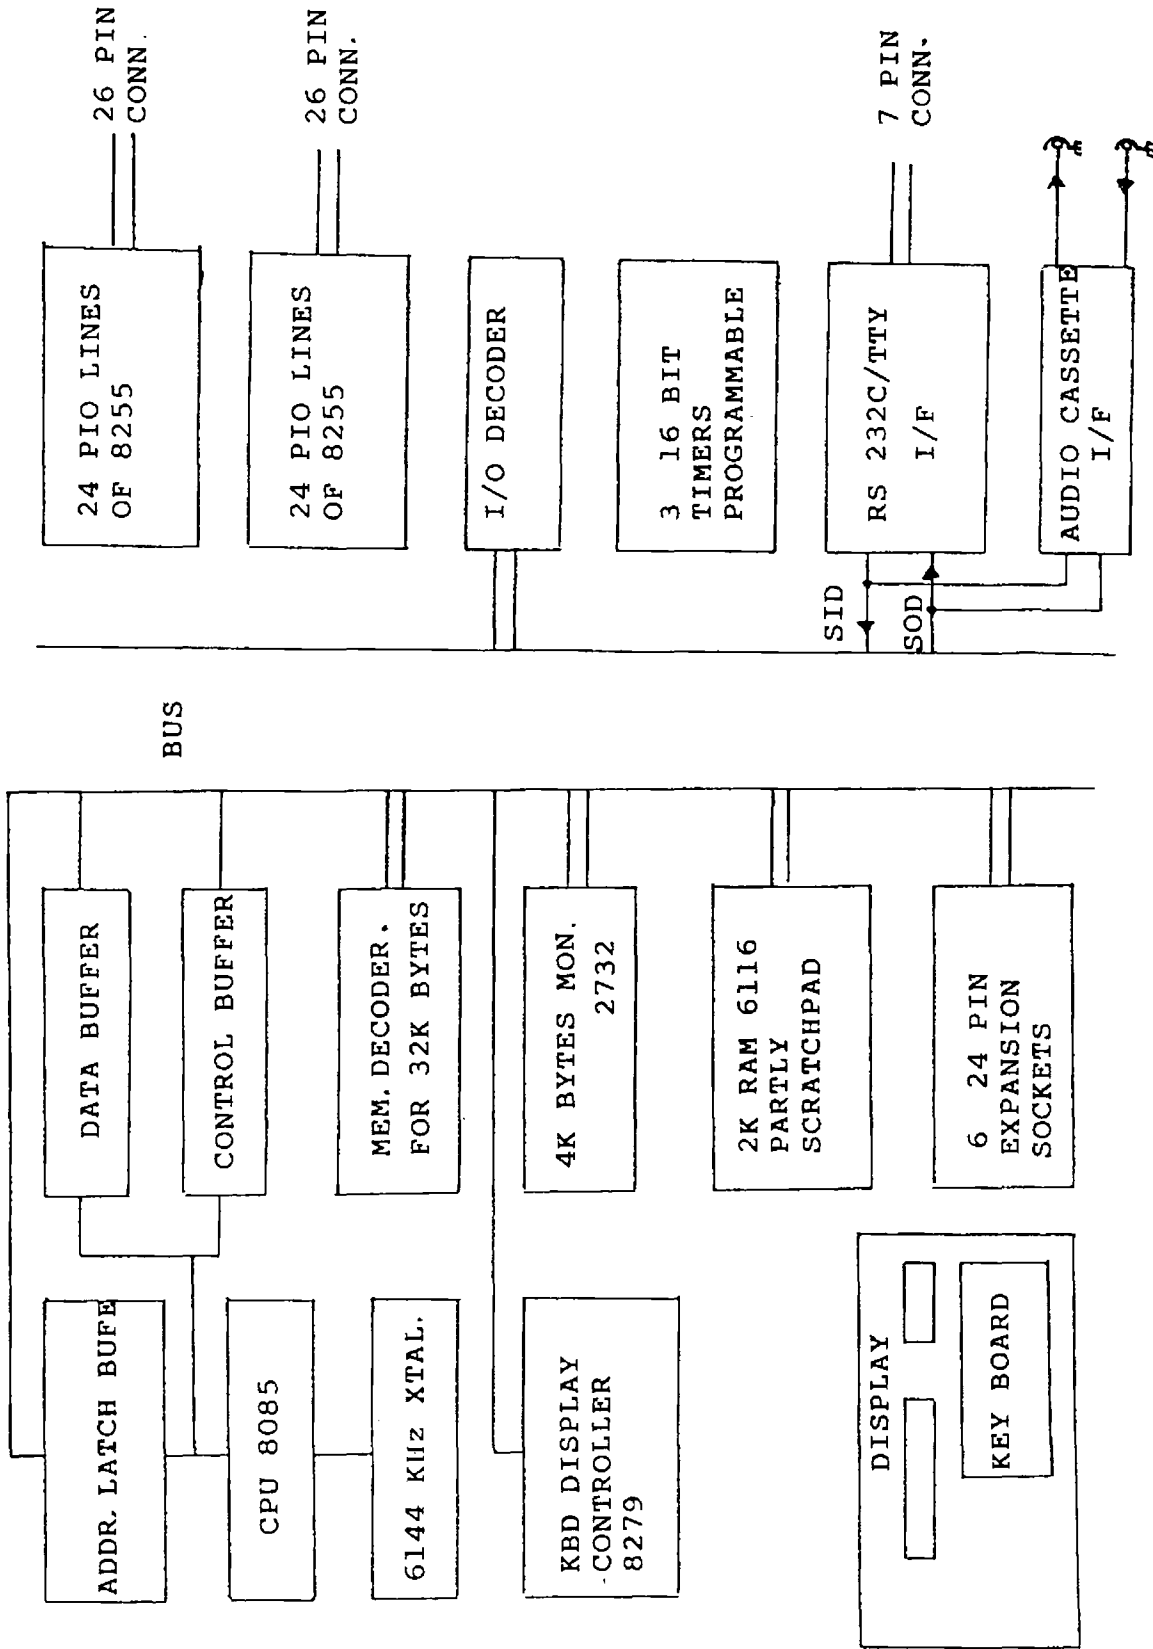 ADDR. LATCH BUFE
CPU 8085
6144 KHz XTAL.
KBD DISPLAY
CONTROLLER
8279
DISPLAY
KEY BOARD
DATA BUFFER
CONTROL BUFFER
MEM. DECODER.
FOR 32K BYTES
4K BYTES MON.
2732
2K RAM 6116
PARTLY
SCRATCHPAD
6 24 PIN
EXPANSION
SOCKETS
BUS
SID
SOD
24 PIO LINES
OF 8255
24 PIO LINES
OF 8255
I/O DECODER
3 16 BIT
TIMERS
PROGRAMMABLE
RS 232C/TTY
I/F
AUDIO CASSETTE
I/F
26 PIN
CONN.
26 PIN
CONN.
7 PIN
CONN.